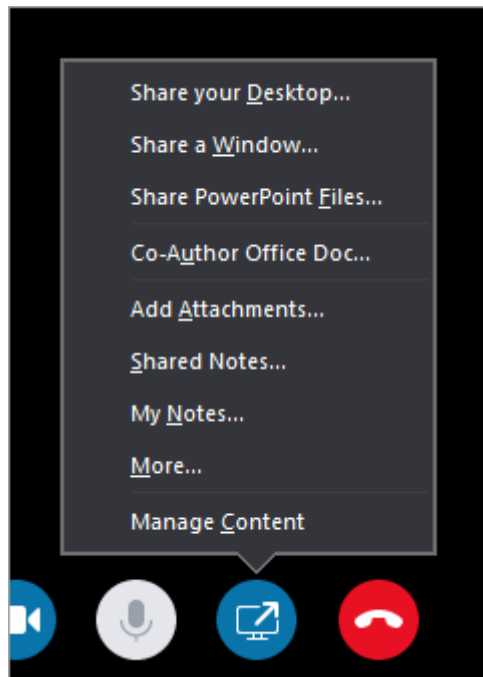 Share your Desktop...
Share a Window...
Share PowerPoint Files...
Co-Author Office Doc...
Add Attachments...
Shared Notes...
My Notes...
More...
Manage Content